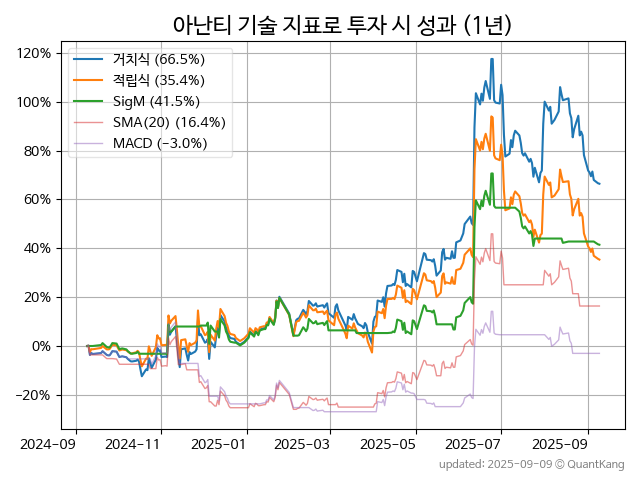 아난티 기술 지표로 투자 시 성과 (1년)
거치식 (66.5%)
적립식 (35.4%)
SigM (41.5%)
SMA(20) (16.4%)
MACD (−3.0%)
120%
100%
80%
60%
40%
20%
0%
−20%
2024-09
2024-11
2025-01
2025-03
2025-05
2025-07
2025-09
updated: 2025-09-09 © QuantKang